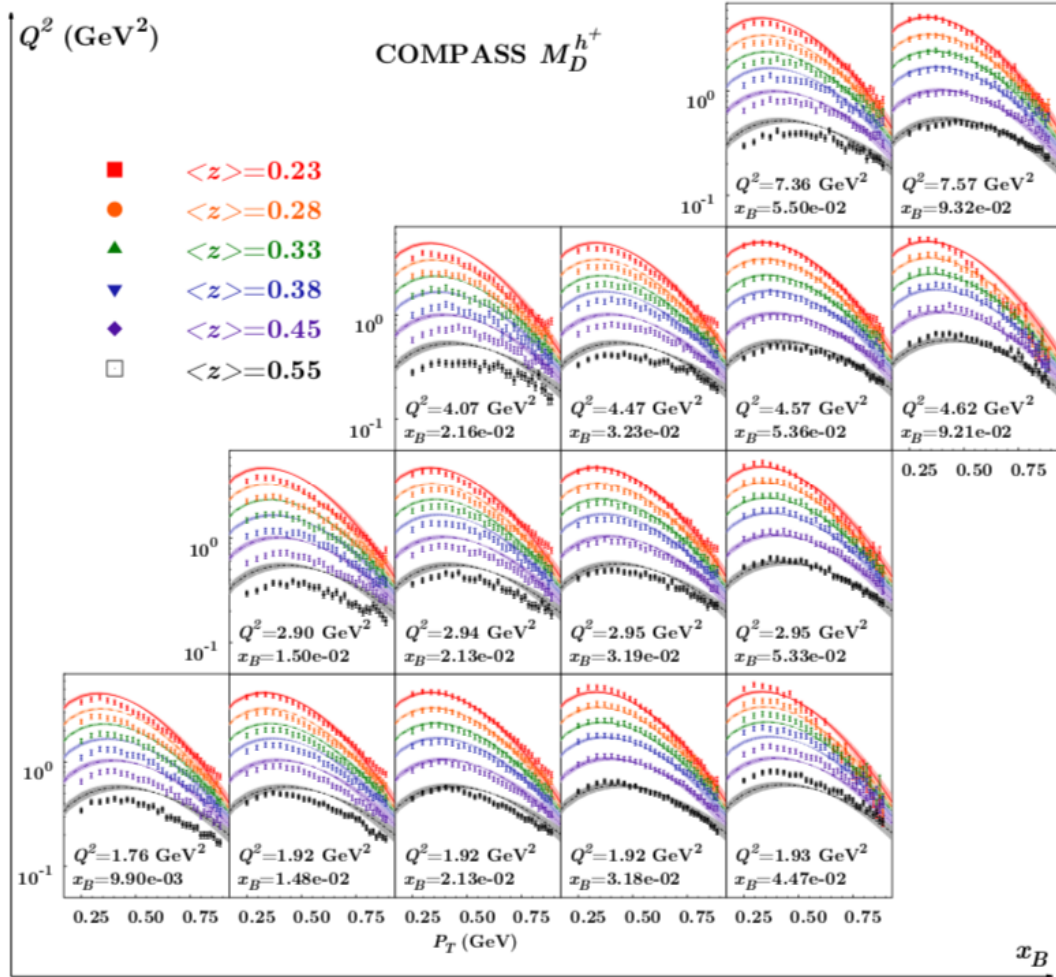 Q² (GeV²)
COMPASS M_D^{h⁺}
<z>=0.23
<z>=0.28
<z>=0.33
<z>=0.38
<z>=0.45
<z>=0.55
10⁰
10⁻¹
Q²=7.36 GeV²
x_B=5.50e-02
Q²=7.57 GeV²
x_B=9.32e-02
10⁰
10⁻¹
Q²=4.07 GeV²
x_B=2.16e-02
Q²=4.47 GeV²
x_B=3.23e-02
Q²=4.57 GeV²
x_B=5.36e-02
Q²=4.62 GeV²
x_B=9.21e-02
0.25 0.50 0.75
10⁰
10⁻¹
Q²=2.90 GeV²
x_B=1.50e-02
Q²=2.94 GeV²
x_B=2.13e-02
Q²=2.95 GeV²
x_B=3.19e-02
Q²=2.95 GeV²
x_B=5.33e-02
10⁰
10⁻¹
Q²=1.76 GeV²
x_B=9.90e-03
Q²=1.92 GeV²
x_B=1.48e-02
Q²=1.92 GeV²
x_B=2.13e-02
Q²=1.92 GeV²
x_B=3.18e-02
Q²=1.93 GeV²
x_B=4.47e-02
0.25 0.50 0.75 0.25 0.50 0.75 0.25 0.50 0.75 0.25 0.50 0.75 0.25 0.50 0.75
P_T (GeV)
x_B